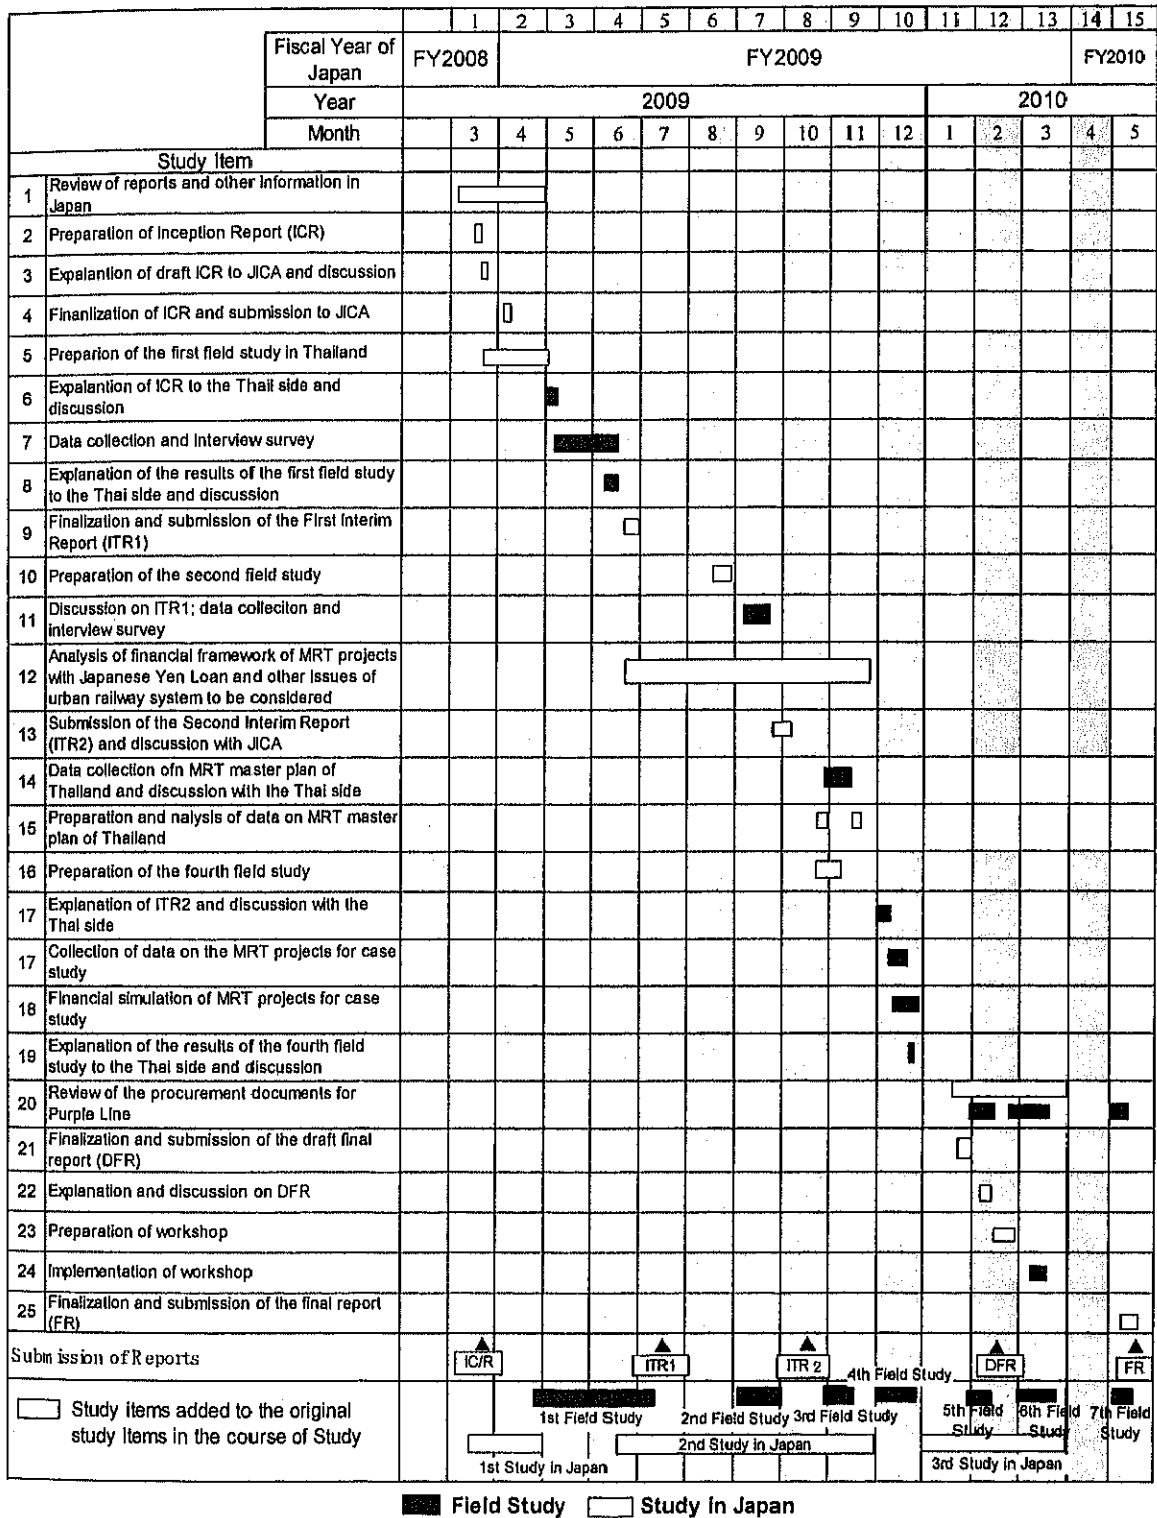 1 2 3 4 5 6 7 8 9 10 11 12 13 14 15
Fiscal Year of
Japan
FY2008 FY2009 FY2010
Year 2009 2010
Month 3 4 5 6 7 8 9 10 11 12 1 2 3 4 5
Study Item
1 Review of reports and other Information in
Japan
2 Preparation of Inception Report (ICR)
3 Expalantion of draft ICR to JICA and discussion
4 Finanlization of ICR and submission to JICA
5 Preparion of the first field study in Thailand
6 Expalantion of ICR to the Thail side and
discussion
7 Data collection and Interview survey
8 Explanation of the results of the first field study
to the Thai side and discussion
9 Finalization and submission of the First Interim
Report (ITR1)
10 Preparation of the second field study
11 Discussion on ITR1; data colleciton and
interview survey
12 Analysis of financial framework of MRT projects
with Japanese Yen Loan and other issues of
urban railway system to be considered
13 Submission of the Second Interim Report
(ITR2) and discussion with JICA
14 Data collection ofn MRT master plan of
Thailand and discussion with the Thai side
15 Preparation and nalysis of data on MRT master
plan of Thailand
16 Preparation of the fourth field study
17 Explanation of ITR2 and discussion with the
Thai side
17 Collection of data on the MRT projects for case
study
18 Financial simulation of MRT projects for case
study
19 Explanation of the results of the fourth field
study to the Thai side and discussion
20 Review of the procurement documents for
Purple Line
21 Finalization and submission of the draft final
report (DFR)
22 Explanation and discussion on DFR
23 Preparation of workshop
24 Implementation of workshop
25 Finalization and submission of the final report
(FR)
Submission of Reports
IC/R ITR1 ITR 2 DFR FR
4th Field Study
Study items added to the original
study Items in the course of Study
1st Field Study 2nd Field Study 3rd Field Study 5th Field
Study 6th Field
Study 7th Field
Study
2nd Study in Japan
1st Study in Japan 3rd Study in Japan
Field Study Study in Japan